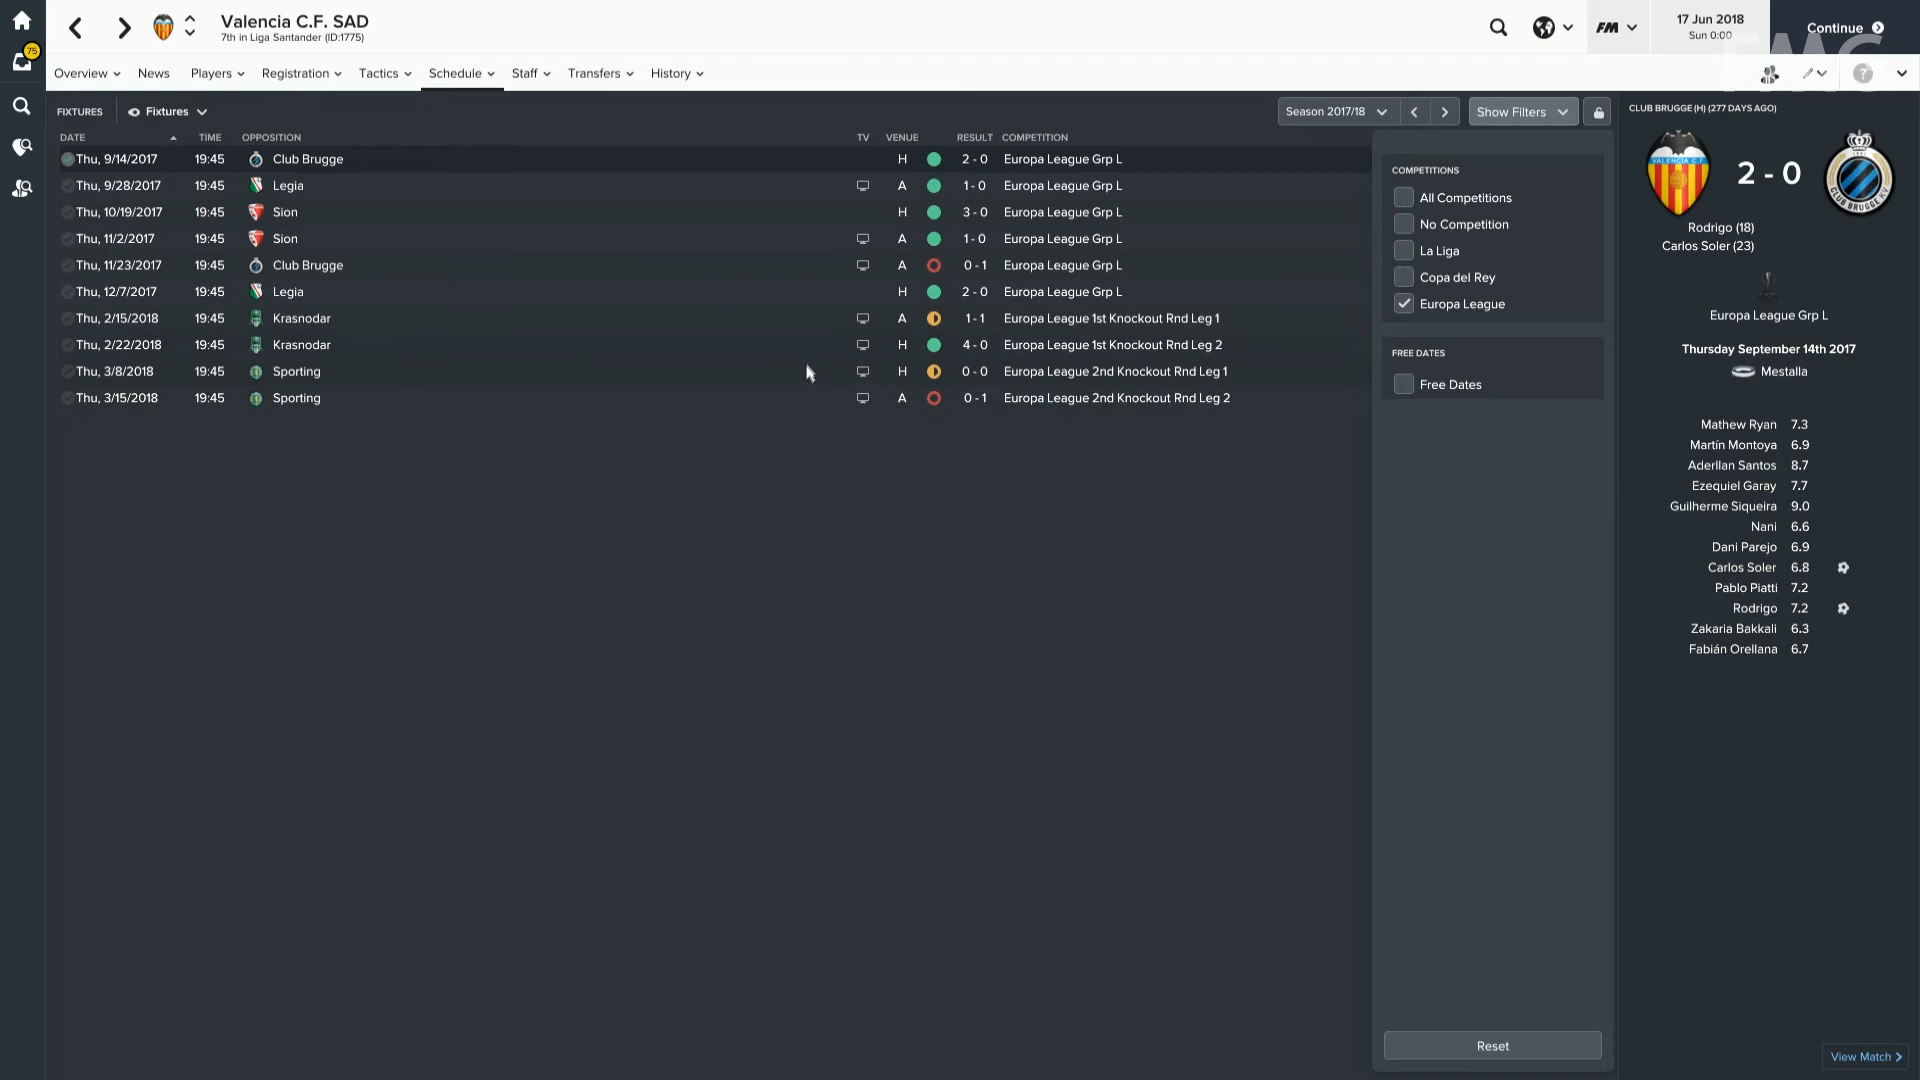 Valencia C.F. SAD
7th in Liga Santander (ID:1775)
75
FM
17 Jun 2018
Sun 0:00
Continue
Overview
News
Players
Registration
Tactics
Schedule
Staff
Transfers
History
?
FIXTURES
Fixtures
Season 2017/18
Show Filters
DATE TIME OPPOSITION TV VENUE RESULT COMPETITION
Thu, 9/14/2017 19:45 Club Brugge H 2 - 0 Europa League Grp L
Thu, 9/28/2017 19:45 Legia A 1 - 0 Europa League Grp L
Thu, 10/19/2017 19:45 Sion H 3 - 0 Europa League Grp L
Thu, 11/2/2017 19:45 Sion A 1 - 0 Europa League Grp L
Thu, 11/23/2017 19:45 Club Brugge A 0 - 1 Europa League Grp L
Thu, 12/7/2017 19:45 Legia H 2 - 0 Europa League Grp L
Thu, 2/15/2018 19:45 Krasnodar A 1 - 1 Europa League 1st Knockout Rnd Leg 1
Thu, 2/22/2018 19:45 Krasnodar H 4 - 0 Europa League 1st Knockout Rnd Leg 2
Thu, 3/8/2018 19:45 Sporting H 0 - 0 Europa League 2nd Knockout Rnd Leg 1
Thu, 3/15/2018 19:45 Sporting A 0 - 1 Europa League 2nd Knockout Rnd Leg 2
COMPETITIONS
All Competitions
No Competition
La Liga
Copa del Rey
Europa League
FREE DATES
Free Dates
Reset
CLUB BRUGGE (H) (277 DAYS AGO)
VALENCIA C.F.
2 - 0
CLUB BRUGGE KV
Rodrigo (18)
Carlos Soler (23)
Europa League Grp L
Thursday September 14th 2017
Mestalla
Mathew Ryan 7.3
Martín Montoya 6.9
Aderllan Santos 8.7
Ezequiel Garay 7.7
Guilherme Siqueira 9.0
Nani 6.6
Dani Parejo 6.9
Carlos Soler 6.8
Pablo Piatti 7.2
Rodrigo 7.2
Zakaria Bakkali 6.3
Fabián Orellana 6.7
View Match